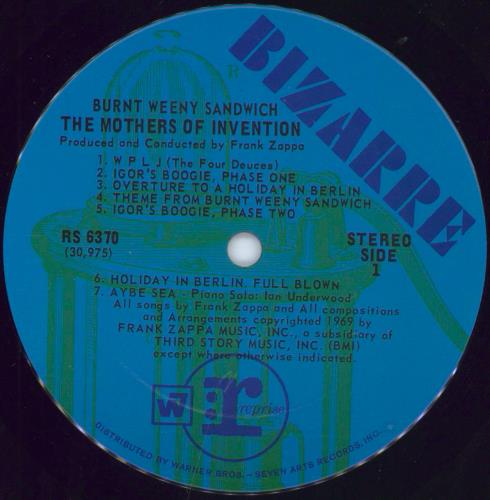 BIZARRE
BURNT WEENY SANDWICH
THE MOTHERS OF INVENTION
Produced and Conducted by Frank Zappa
1. W P L J (The Four Deuces)
2. IGOR'S BOOGIE, PHASE ONE
3. OVERTURE TO A HOLIDAY IN BERLIN
4. THEME FROM BURNT WEENY SANDWICH
5. IGOR'S BOOGIE, PHASE TWO
RS 6370
(30,975)
STEREO
SIDE
1
6. HOLIDAY IN BERLIN, FULL BLOWN
7. AYBE SEA - Piano Solo: Ian Underwood
All songs by Frank Zappa and All compositions
and Arrangements copyrighted 1969 by
FRANK ZAPPA MUSIC, INC., a subsidiary of
THIRD STORY MUSIC, INC. (BMI)
except where otherwise indicated.
W7
r:
reprise
DISTRIBUTED BY WARNER BROS. - SEVEN ARTS RECORDS, INC.